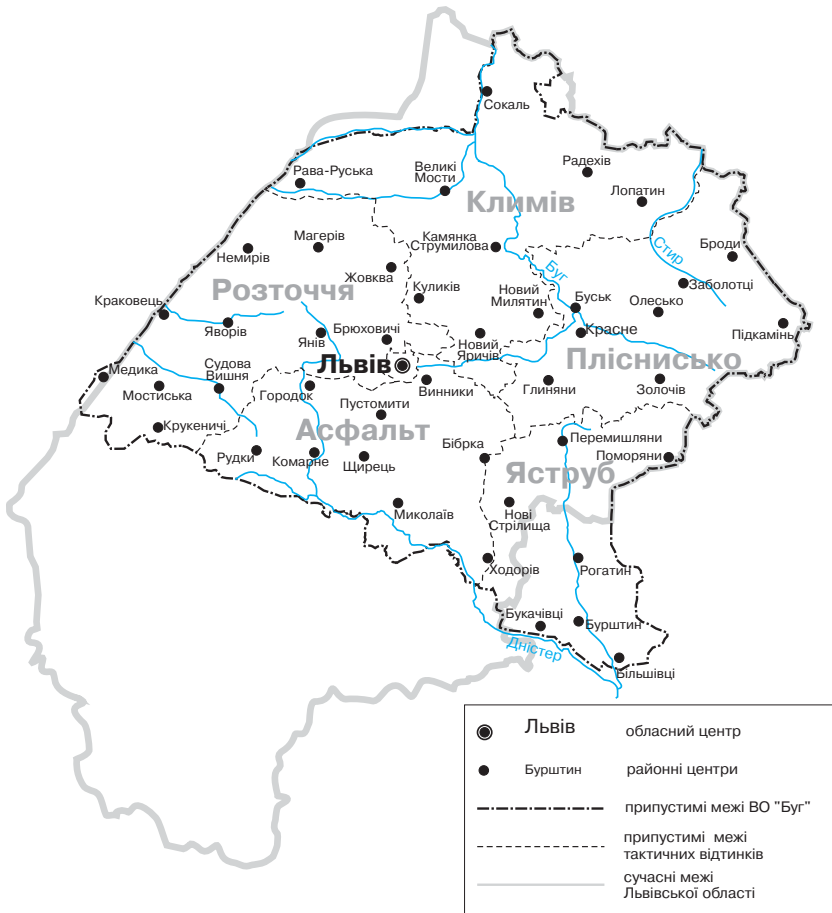 Сокаль
Радехів
Рава-Руська
Великі
Мости
Лопатин
Климів
Магерів
Камянка
Струмилова
Стир
Броди
Немирів
Жовква
Буг
Заболотці
Розточчя
Куликів
Новий
Милятин
Буськ
Олесько
Краковець
Яворів
Янів
Брюховичі
Новий
Яричів
Красне
Підкамінь
Львів
Пліснисько
Медика
Судова
Вишня
Мостиська
Городок
Винники
Глиняни
Золочів
Пустомити
Крукеничі
Асфальт
Бібрка
Перемишляни
Поморяни
Рудки
Комарне
Щирець
Яструб
Миколаїв
Нові
Стрілища
Ходорів
Рогатин
Букачівці
Бурштин
Дністер
Більшівці
Львів
обласний центр
Бурштин
районні центри
припустимі межі ВО "Буг"
припустимі межі
тактичних відтинків
сучасні межі
Львівської області